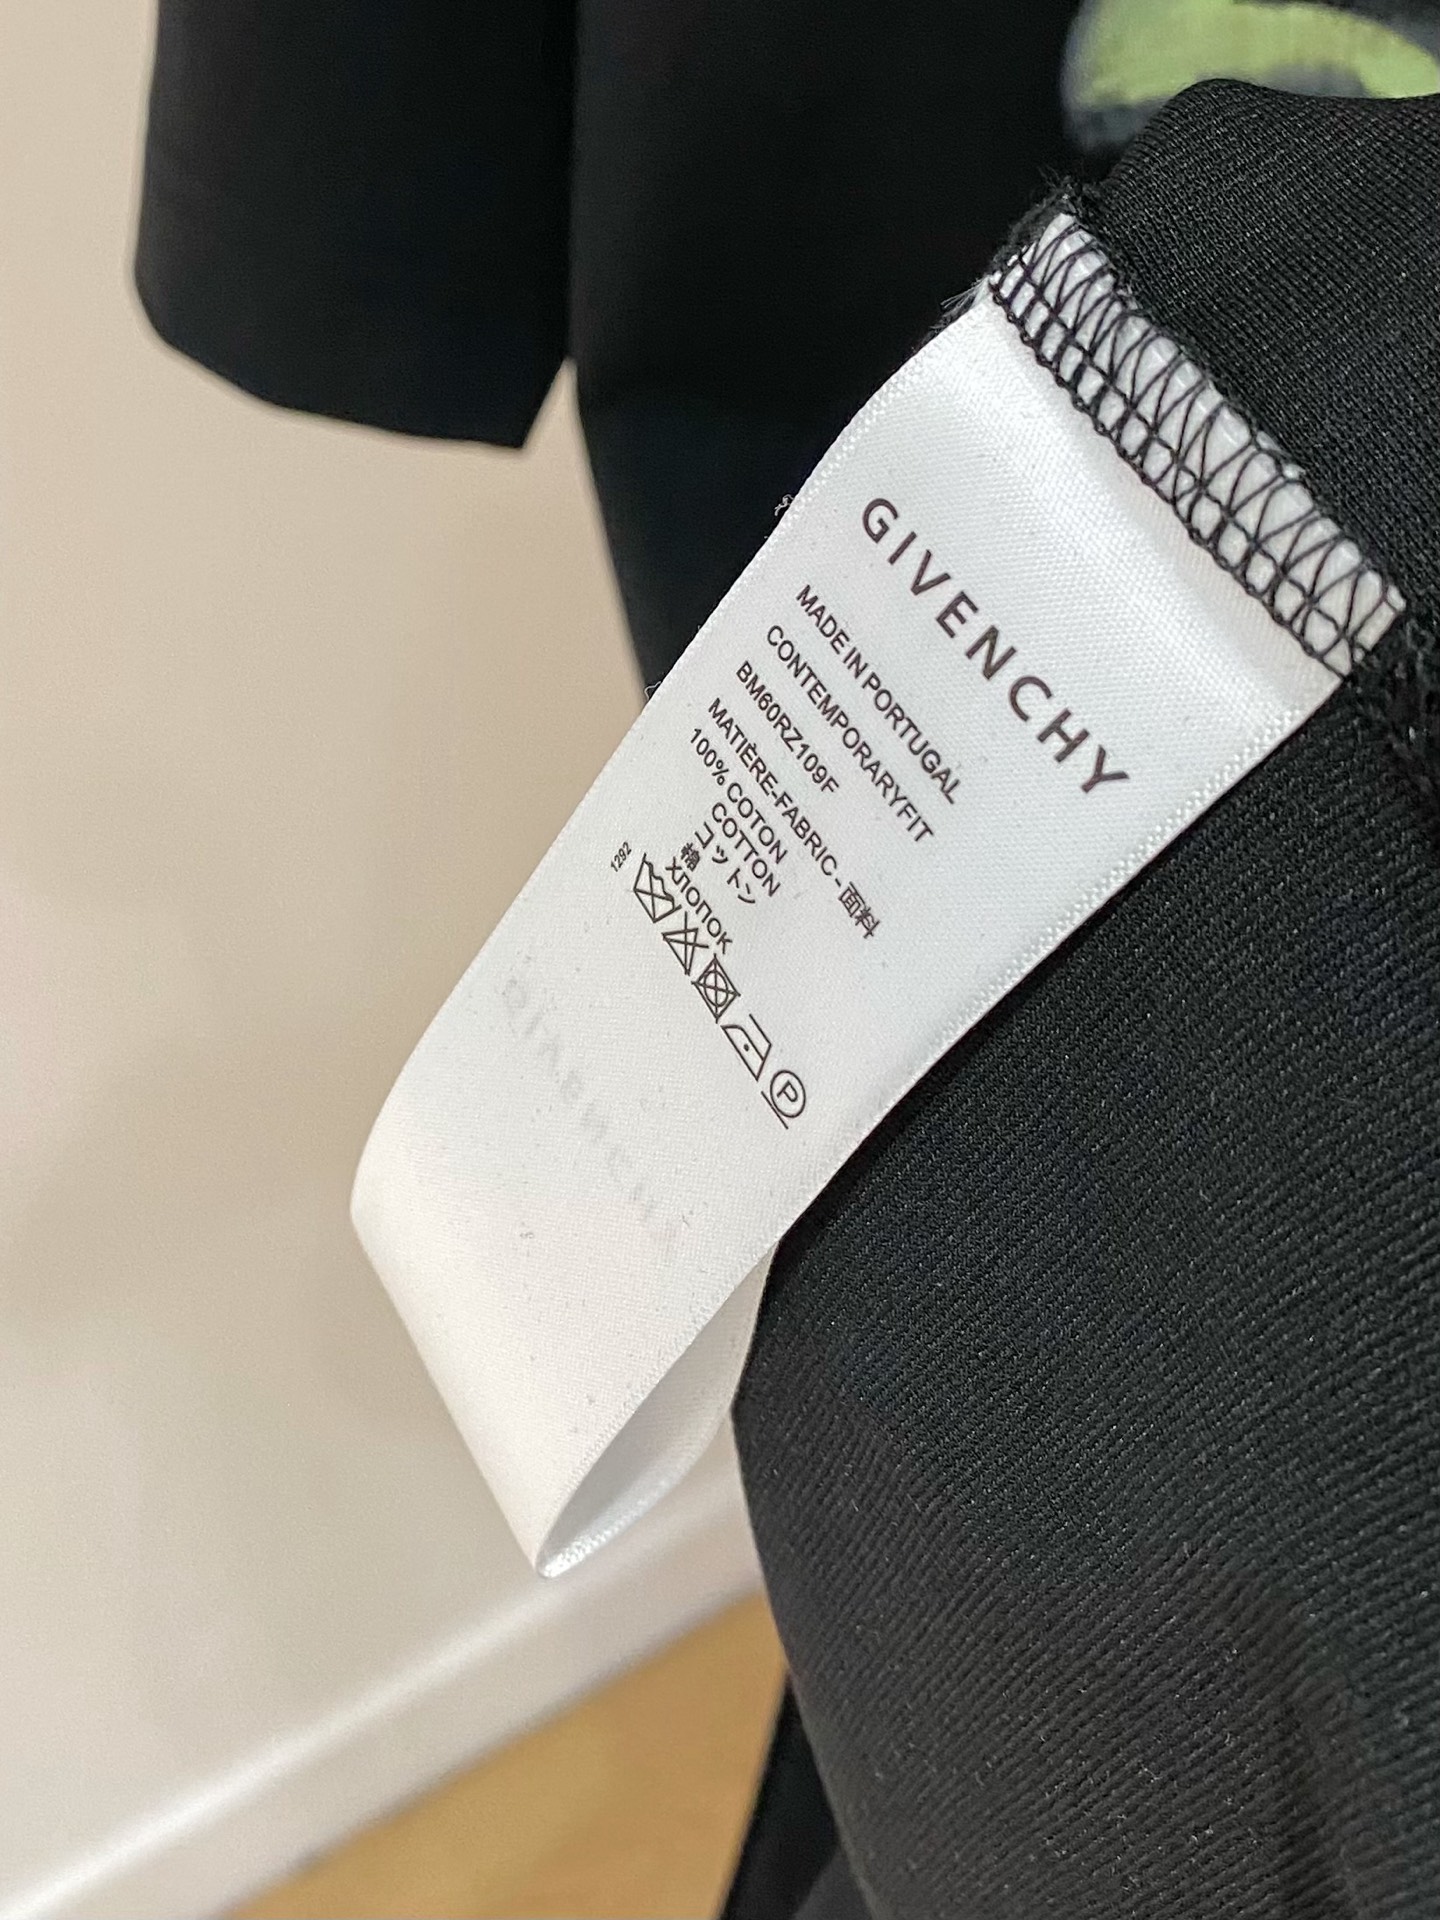 GIVENCHY
MADE IN PORTUGAL
CONTEMPORARYFIT
BM60RZ109F
MATIÈRE-FABRIC - 面料
100% COTON
COTTON
コットン
棉
ХЛОПОК
1292
P